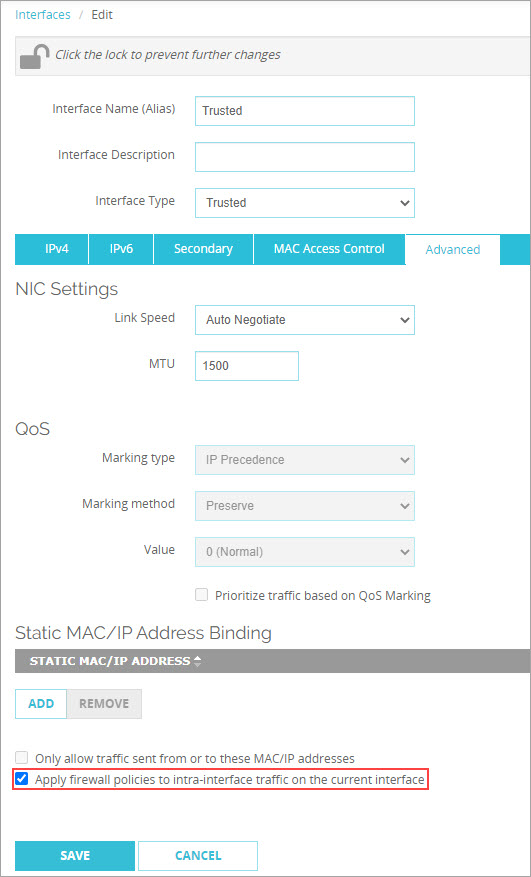 Interfaces / Edit
Click the lock to prevent further changes
Interface Name (Alias) Trusted
Interface Description
Interface Type Trusted
IPv4 IPv6 Secondary MAC Access Control Advanced
NIC Settings
Link Speed Auto Negotiate
MTU 1500
QoS
Marking type IP Precedence
Marking method Preserve
Value 0 (Normal)
Prioritize traffic based on QoS Marking
Static MAC/IP Address Binding
STATIC MAC/IP ADDRESS
ADD REMOVE
Only allow traffic sent from or to these MAC/IP addresses
Apply firewall policies to intra-interface traffic on the current interface
SAVE CANCEL